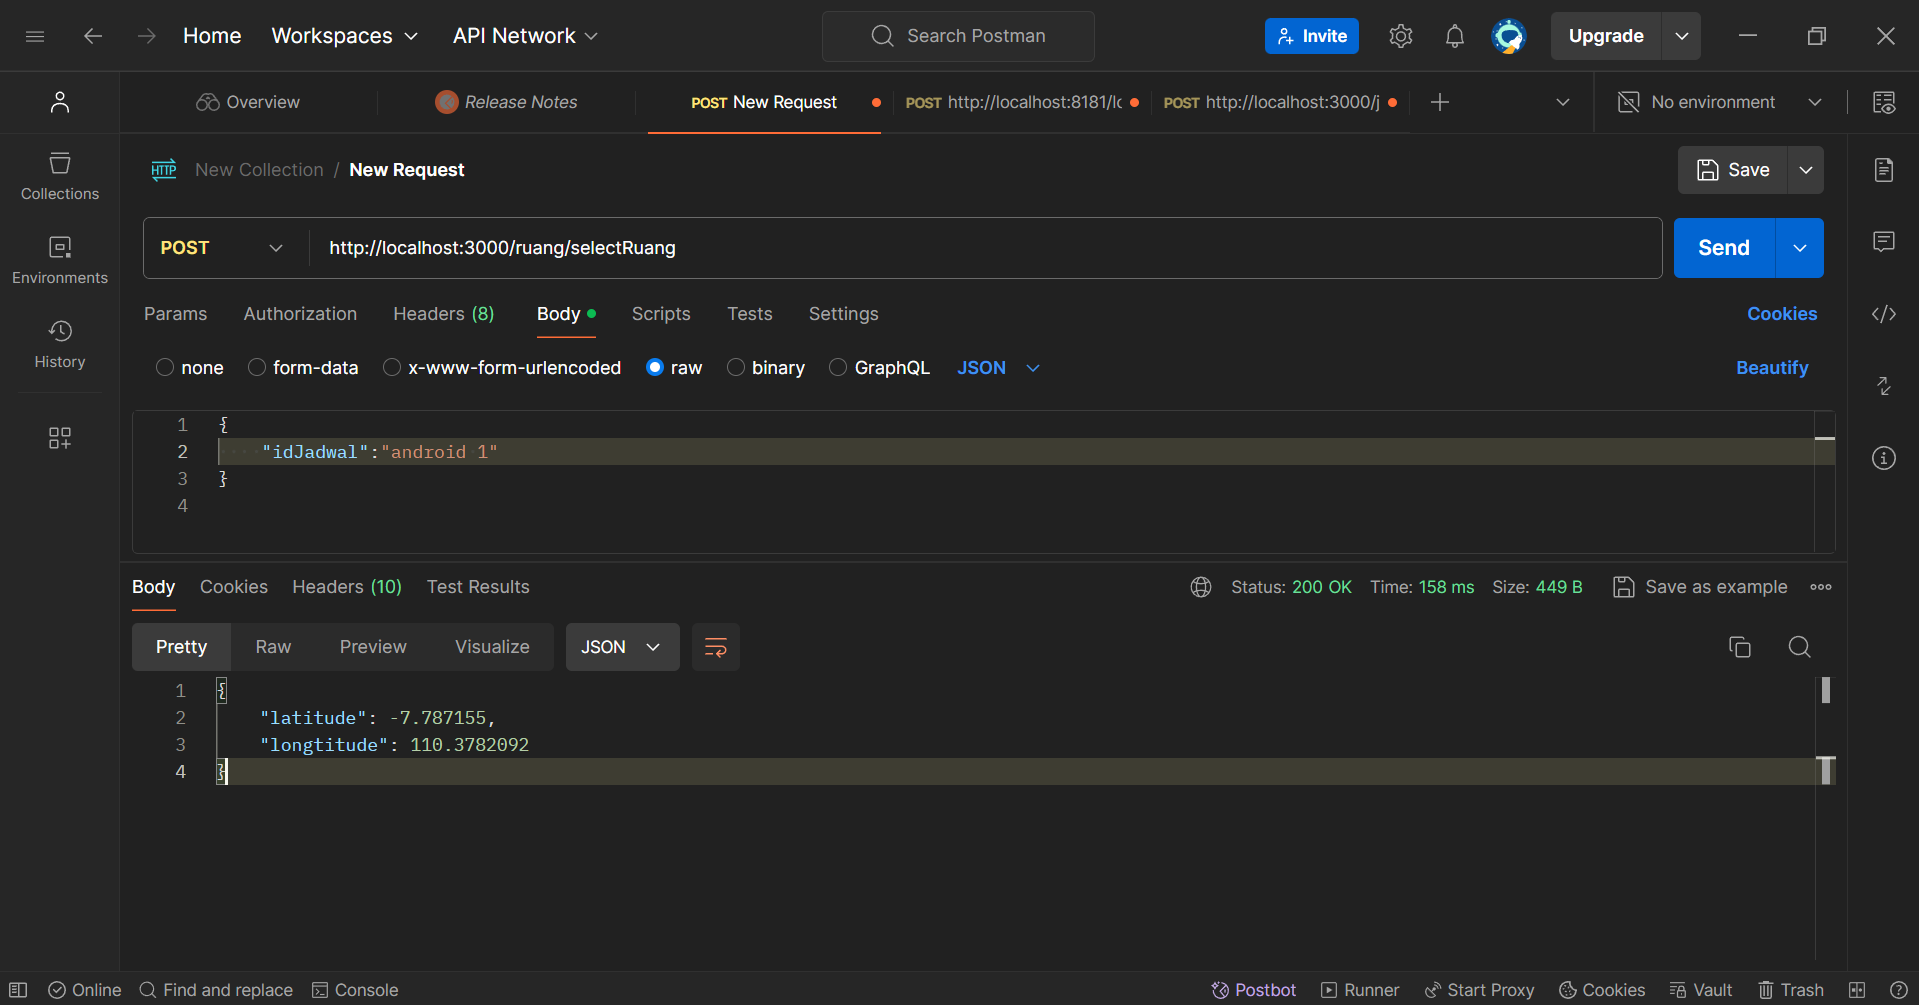 Home Workspaces API Network Search Postman Invite Upgrade
Overview Release Notes POST New Request POST http://localhost:8181/lc POST http://localhost:3000/j No environment
HTTP New Collection / New Request Save
Collections
POST http://localhost:3000/ruang/selectRuang Send
Environments
Params Authorization Headers (8) Body Scripts Tests Settings Cookies
History
none form-data x-www-form-urlencoded raw binary GraphQL JSON Beautify
1 {
2 "idJadwal":"android 1"
3 }
4
Body Cookies Headers (10) Test Results Status: 200 OK Time: 158 ms Size: 449 B Save as example
Pretty Raw Preview Visualize JSON
1 {
2 "latitude": -7.787155,
3 "longtitude": 110.3782092
4 }
Online Find and replace Console Postbot Runner Start Proxy Cookies Vault Trash